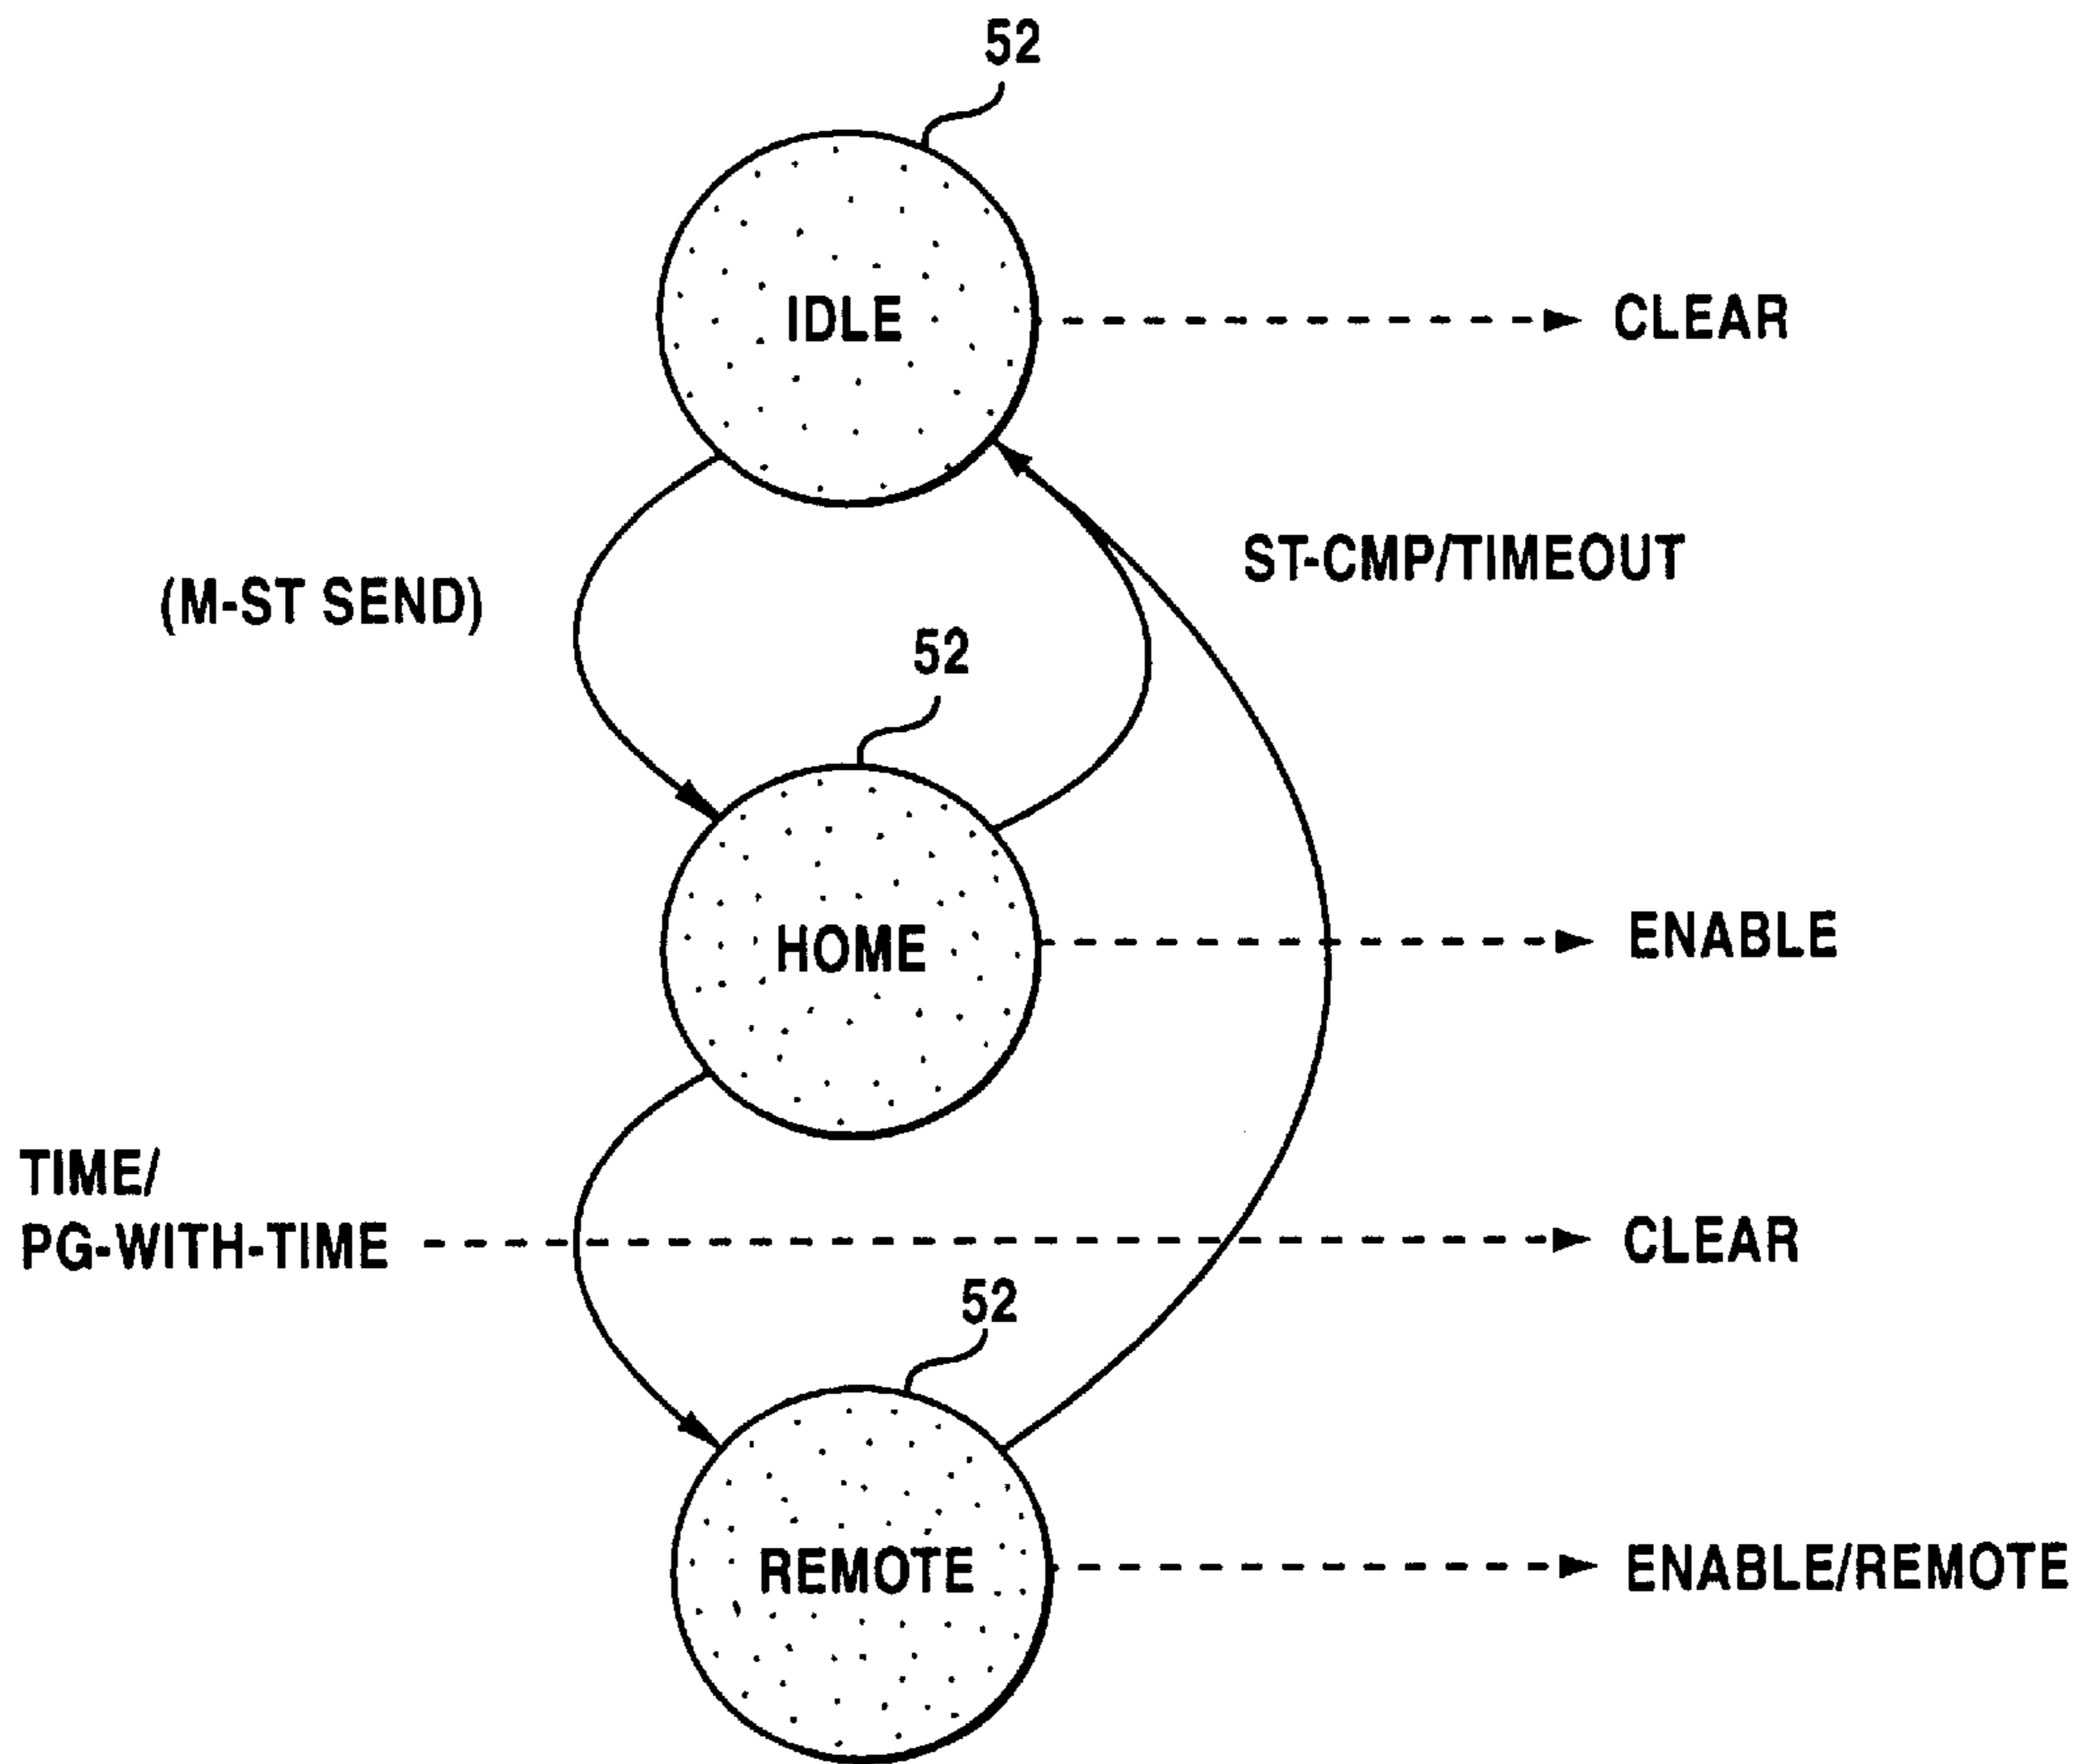 52
IDLE
CLEAR
ST-CMP/TIMEOUT
(M-ST SEND)
52
HOME
ENABLE
TIME/
PG-WITH-TIME
CLEAR
52
REMOTE
ENABLE/REMOTE